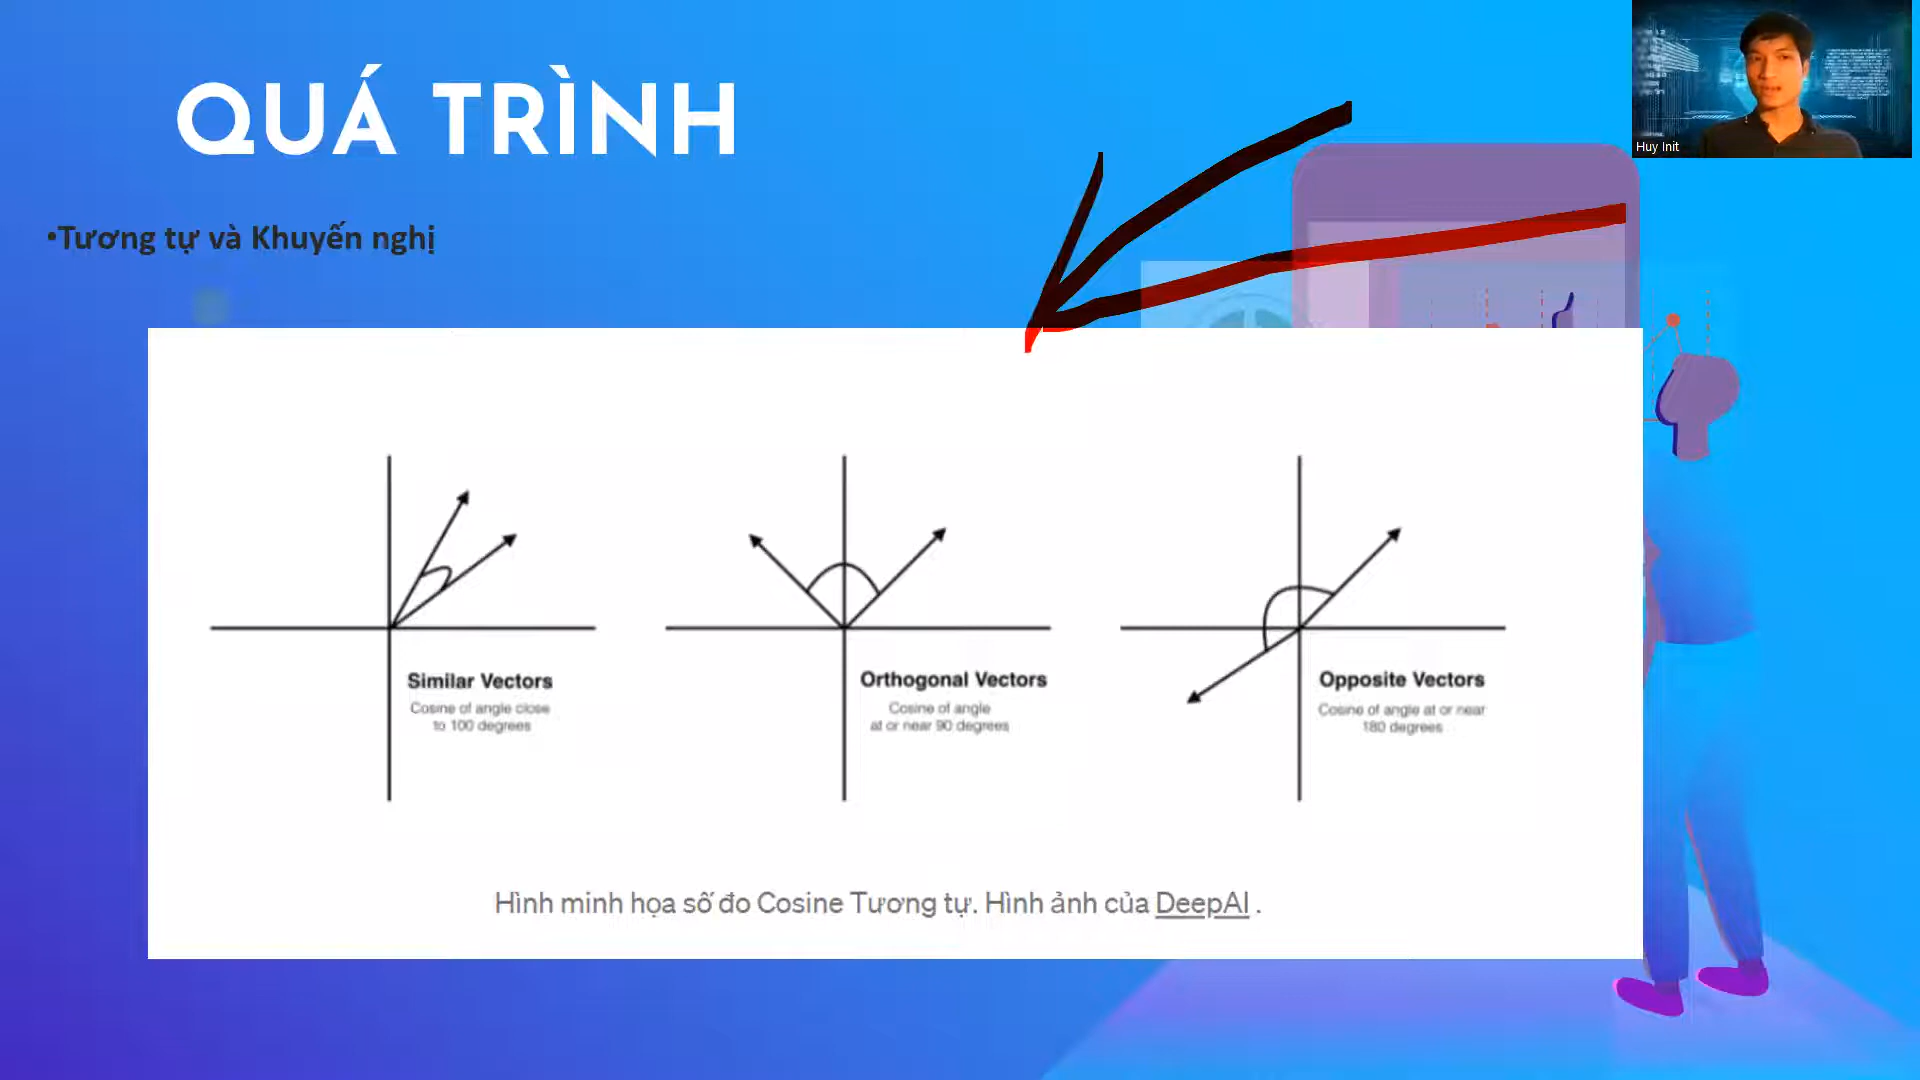 QUÁ TRÌNH
Huy Init
•Tương tự và Khuyến nghị
Similar Vectors
Cosine of angle close
to 100 degrees
Orthogonal Vectors
Cosine of angle
at or near 90 degrees
Opposite Vectors
Cosine of angle at or near
180 degrees
Hình minh họa số đo Cosine Tương tự. Hình ảnh của DeepAI .